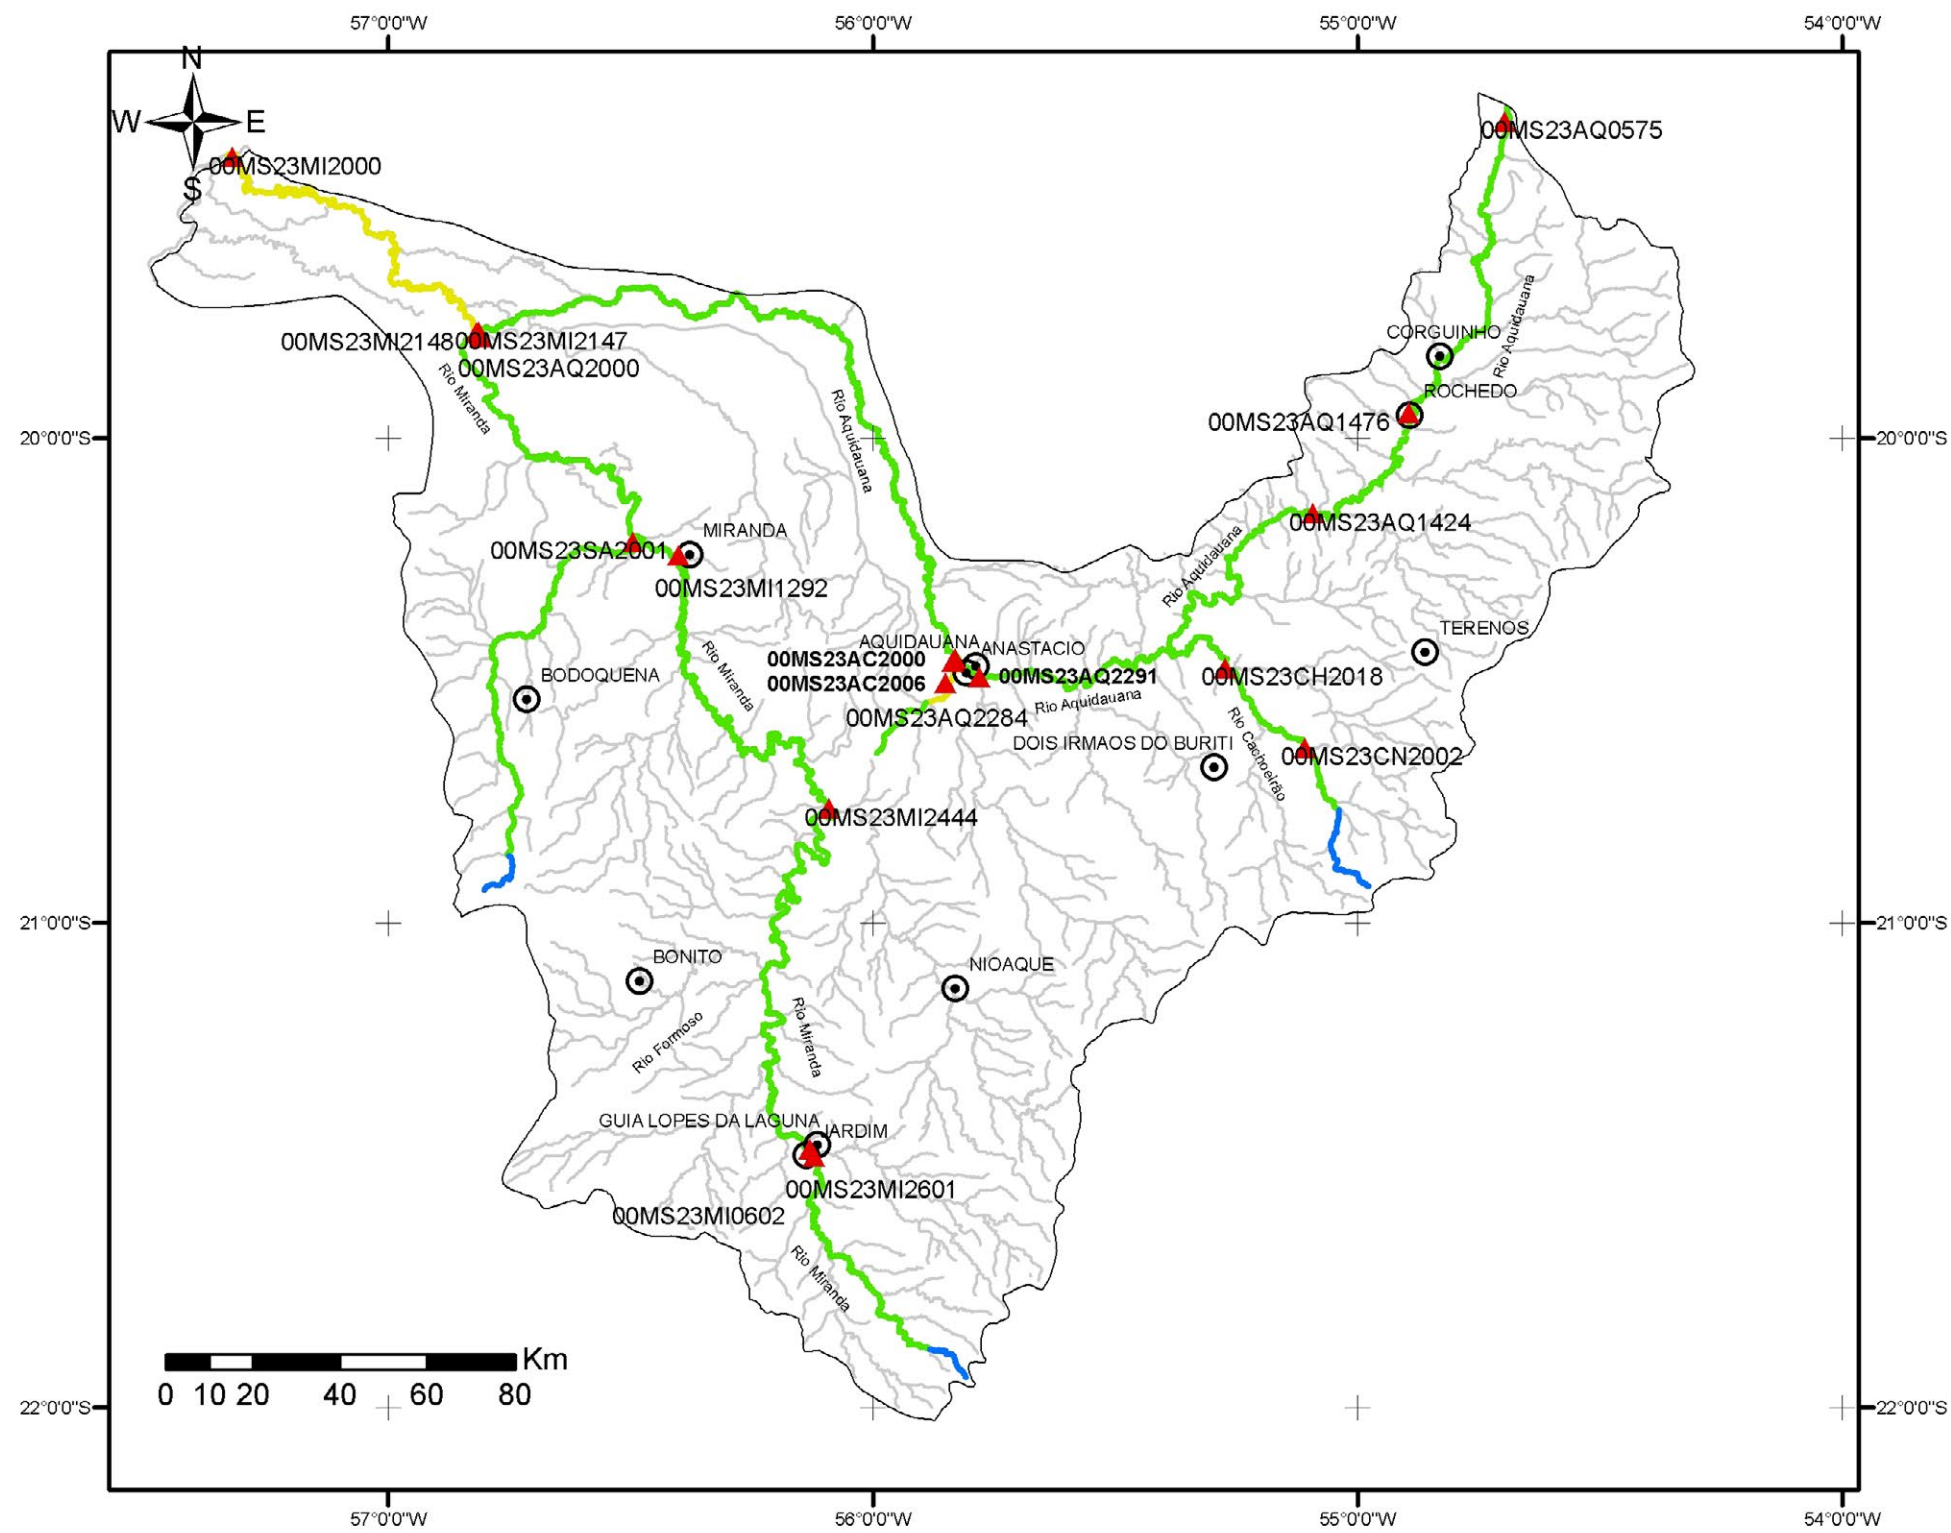 57°0'0"W
56°0'0"W
55°0'0"W
54°0'0"W
N
W
E
S
00MS23MI2000
00MS23AQ0575
Rio Aquidauana
CORGUINHO
00MS23MI2148
00MS23MI2147
00MS23AQ2000
Rio Miranda
ROCHEDO
00MS23AQ1476
Rio Aquidauana
20°0'0"S
20°0'0"S
00MS23AQ1424
MIRANDA
00MS23SA2001
Rio Aquidauana
00MS23MI1292
TERENOS
AQUIDAUANA
ANASTACIO
00MS23AC2000
00MS23AC2006
00MS23AQ2291
00MS23CH2018
BODOQUENA
Rio Miranda
Rio Aquidauana
00MS23AQ2284
DOIS IRMAOS DO BURITI
Rio Cachoeirão
00MS23CN2002
00MS23MI2444
21°0'0"S
21°0'0"S
BONITO
NIOAQUE
Rio Formoso
Rio Miranda
GUIA LOPES DA LAGUNA
JARDIM
00MS23MI2601
00MS23MI0602
Rio Miranda
Km
0 10 20 40 60 80
22°0'0"S
22°0'0"S
57°0'0"W
56°0'0"W
55°0'0"W
54°0'0"W